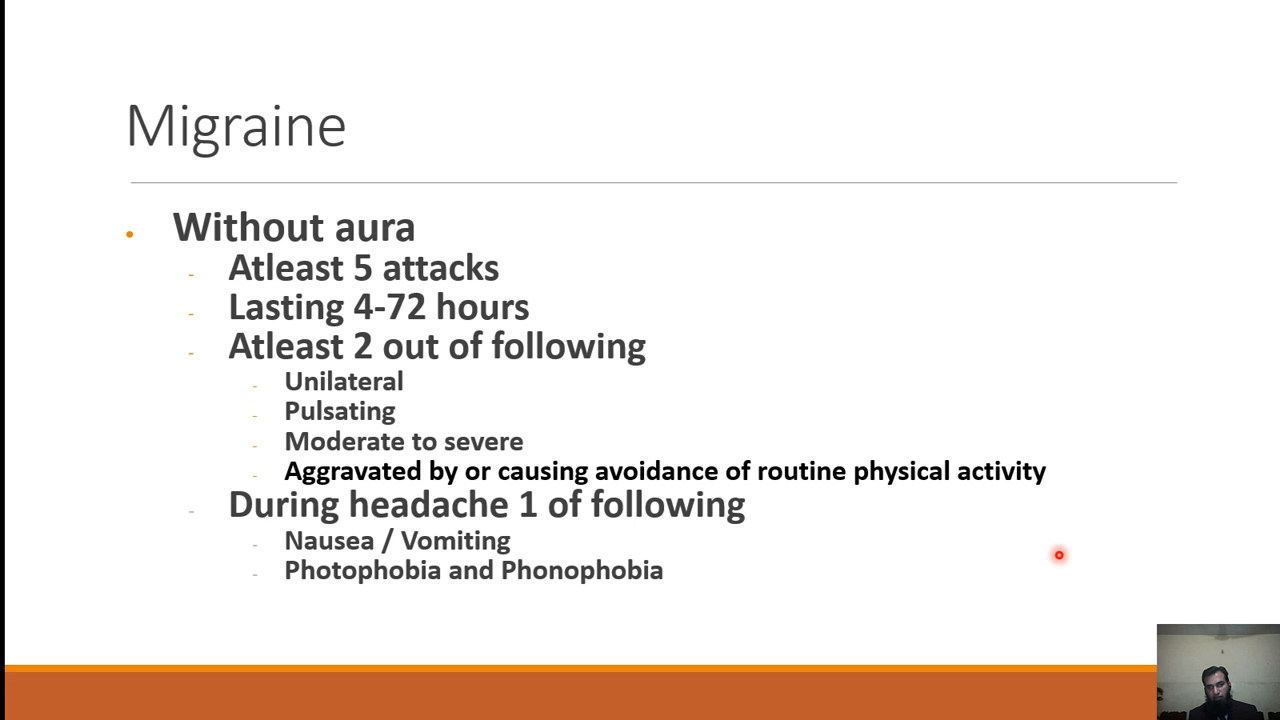 Migraine
Without aura
Atleast 5 attacks
Lasting 4-72 hours
Atleast 2 out of following
Unilateral
Pulsating
Moderate to severe
Aggravated by or causing avoidance of routine physical activity
During headache 1 of following
Nausea / Vomiting
Photophobia and Phonophobia